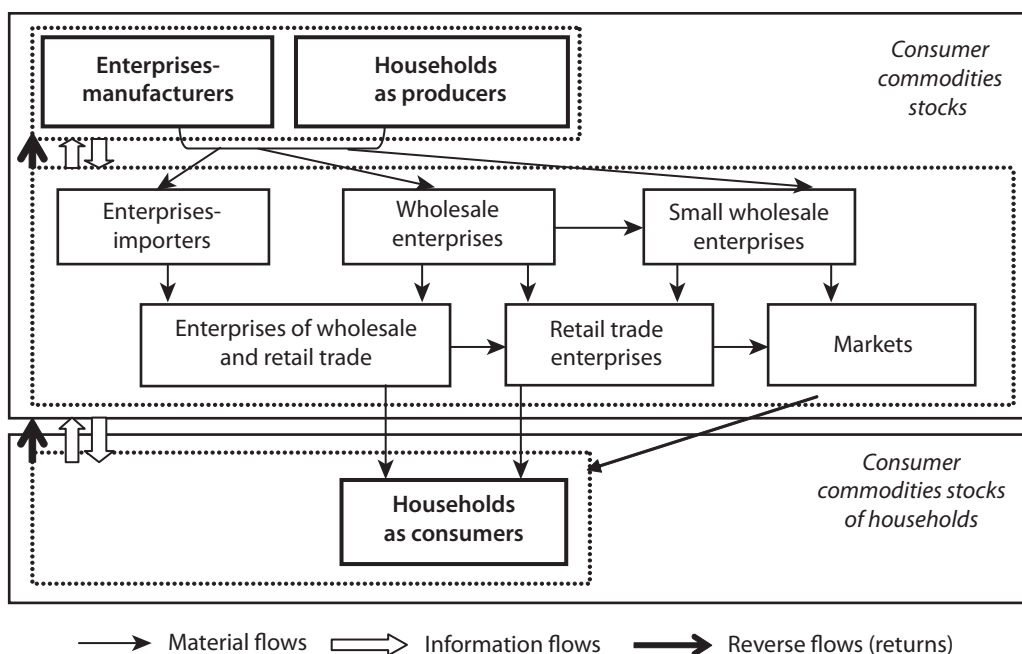 Enterprises-
manufacturers
Households
as producers
Consumer
commodities
stocks
Enterprises-
importers
Wholesale
enterprises
Small wholesale
enterprises
Enterprises of wholesale
and retail trade
Retail trade
enterprises
Markets
Households
as consumers
Consumer
commodities stocks
of households
Material flows
Information flows
Reverse flows (returns)